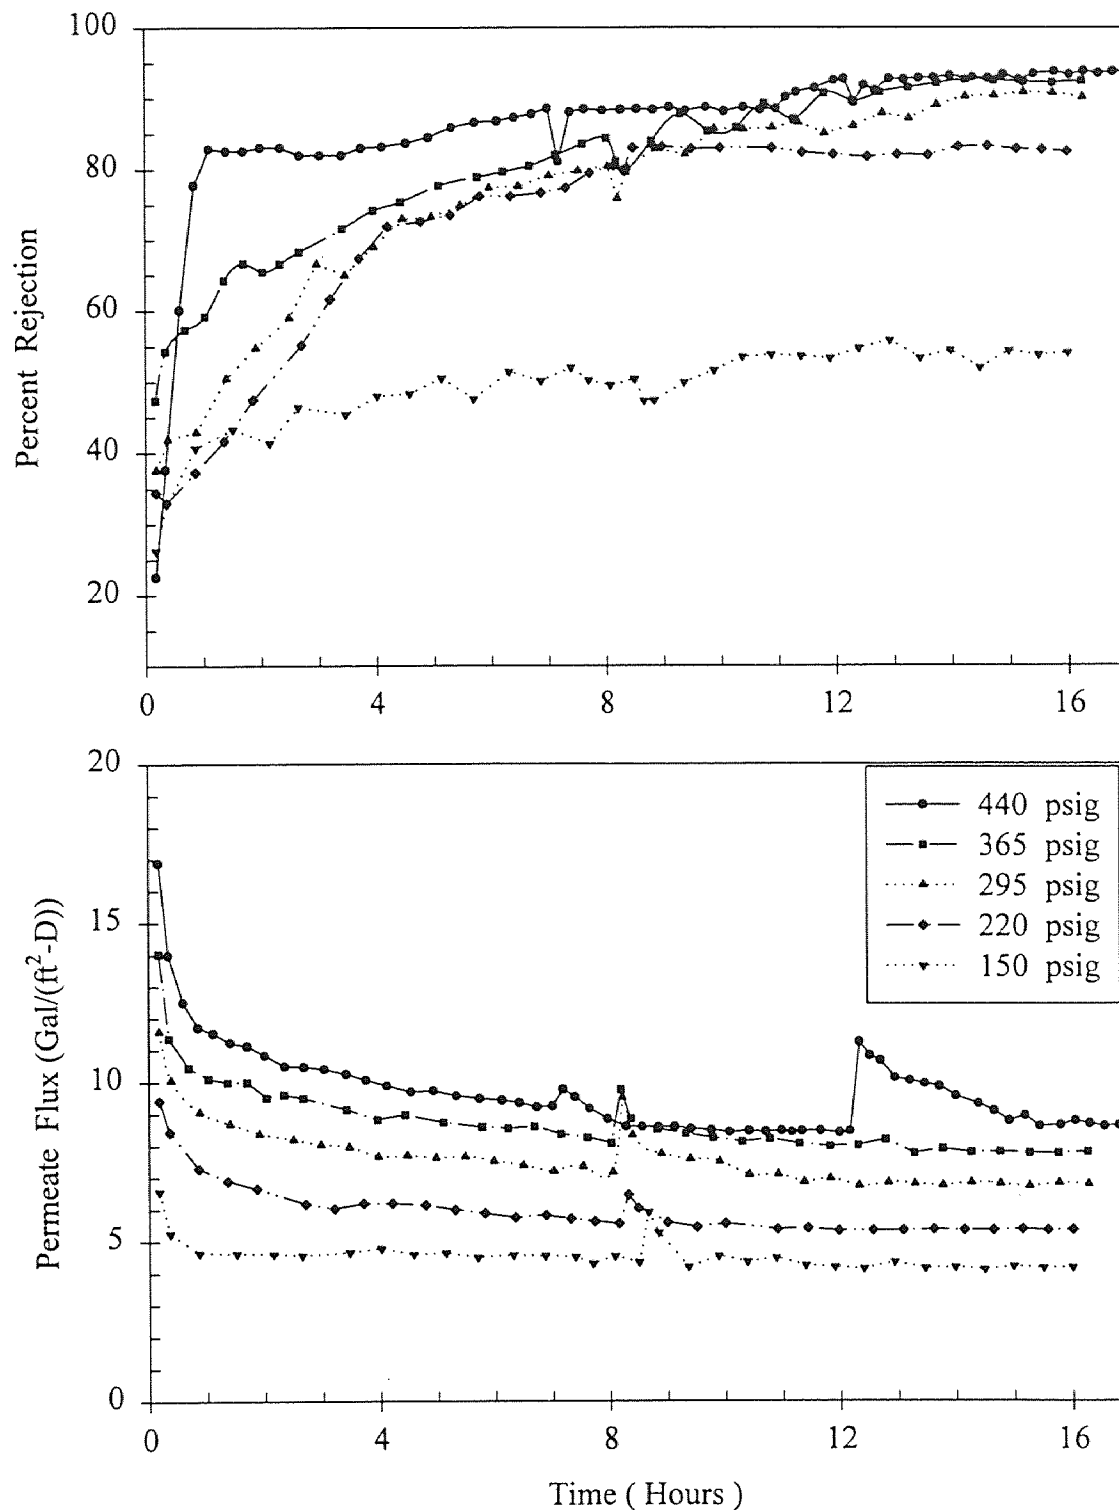 100
80
60
40
20
Percent Rejection
0 4 8 12 16
20
15
10
5
0
Permeate Flux (Gal/(ft²-D))
440 psig
365 psig
295 psig
220 psig
150 psig
0 4 8 12 16
Time ( Hours )